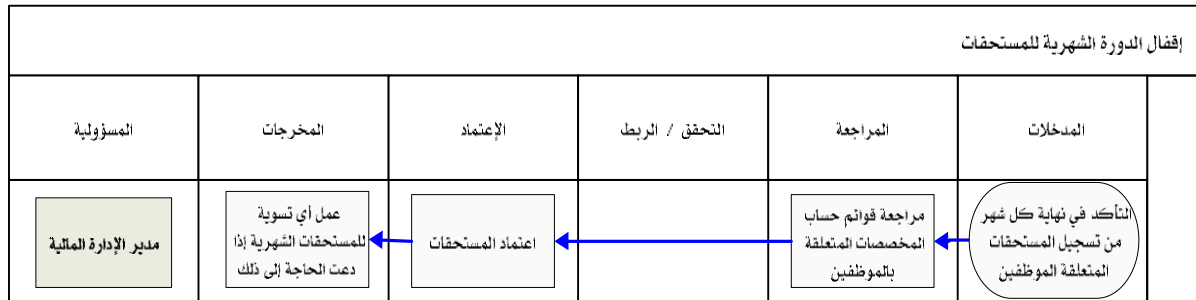 إقفال الدورة الشهرية للمستحقات
المدخلات
المراجعة
التحقق / الربط
الإعتماد
المخرجات
المسؤولية
التأكد في نهاية كل شهر
من تسجيل المستحقات
المتعلقة الموظفين
مراجعة قوائم حساب
المخصصات المتعلقة
بالموظفين
اعتماد المستحقات
عمل أي تسوية
للمستحقات الشهرية إذا
دعت الحاجة إلى ذلك
مدير الإدارة المالية